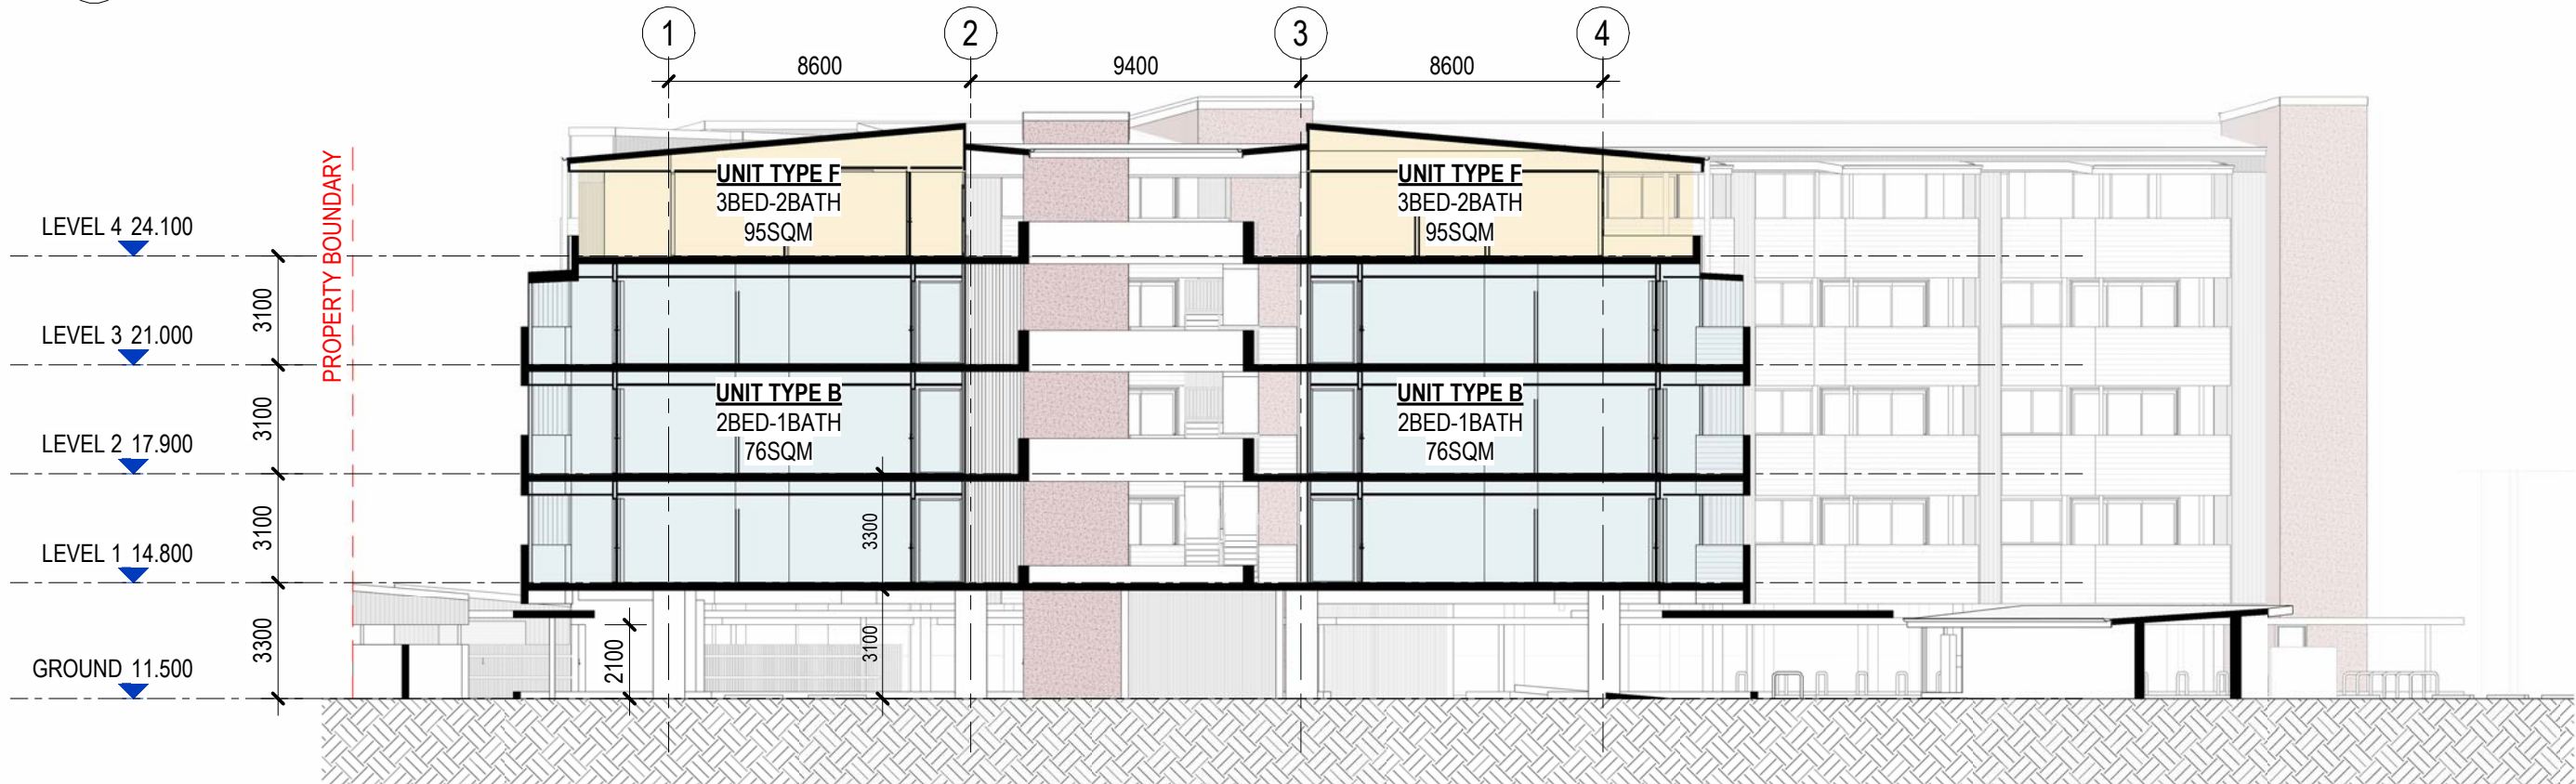 1
2
3
4
8600
9400
8600
PROPERTY BOUNDARY
UNIT TYPE F
3BED-2BATH
95SQM
UNIT TYPE F
3BED-2BATH
95SQM
LEVEL 4 24.100
3100
LEVEL 3 21.000
3100
UNIT TYPE B
2BED-1BATH
76SQM
UNIT TYPE B
2BED-1BATH
76SQM
LEVEL 2 17.900
3100
3300
LEVEL 1 14.800
3300
2100
3100
GROUND 11.500